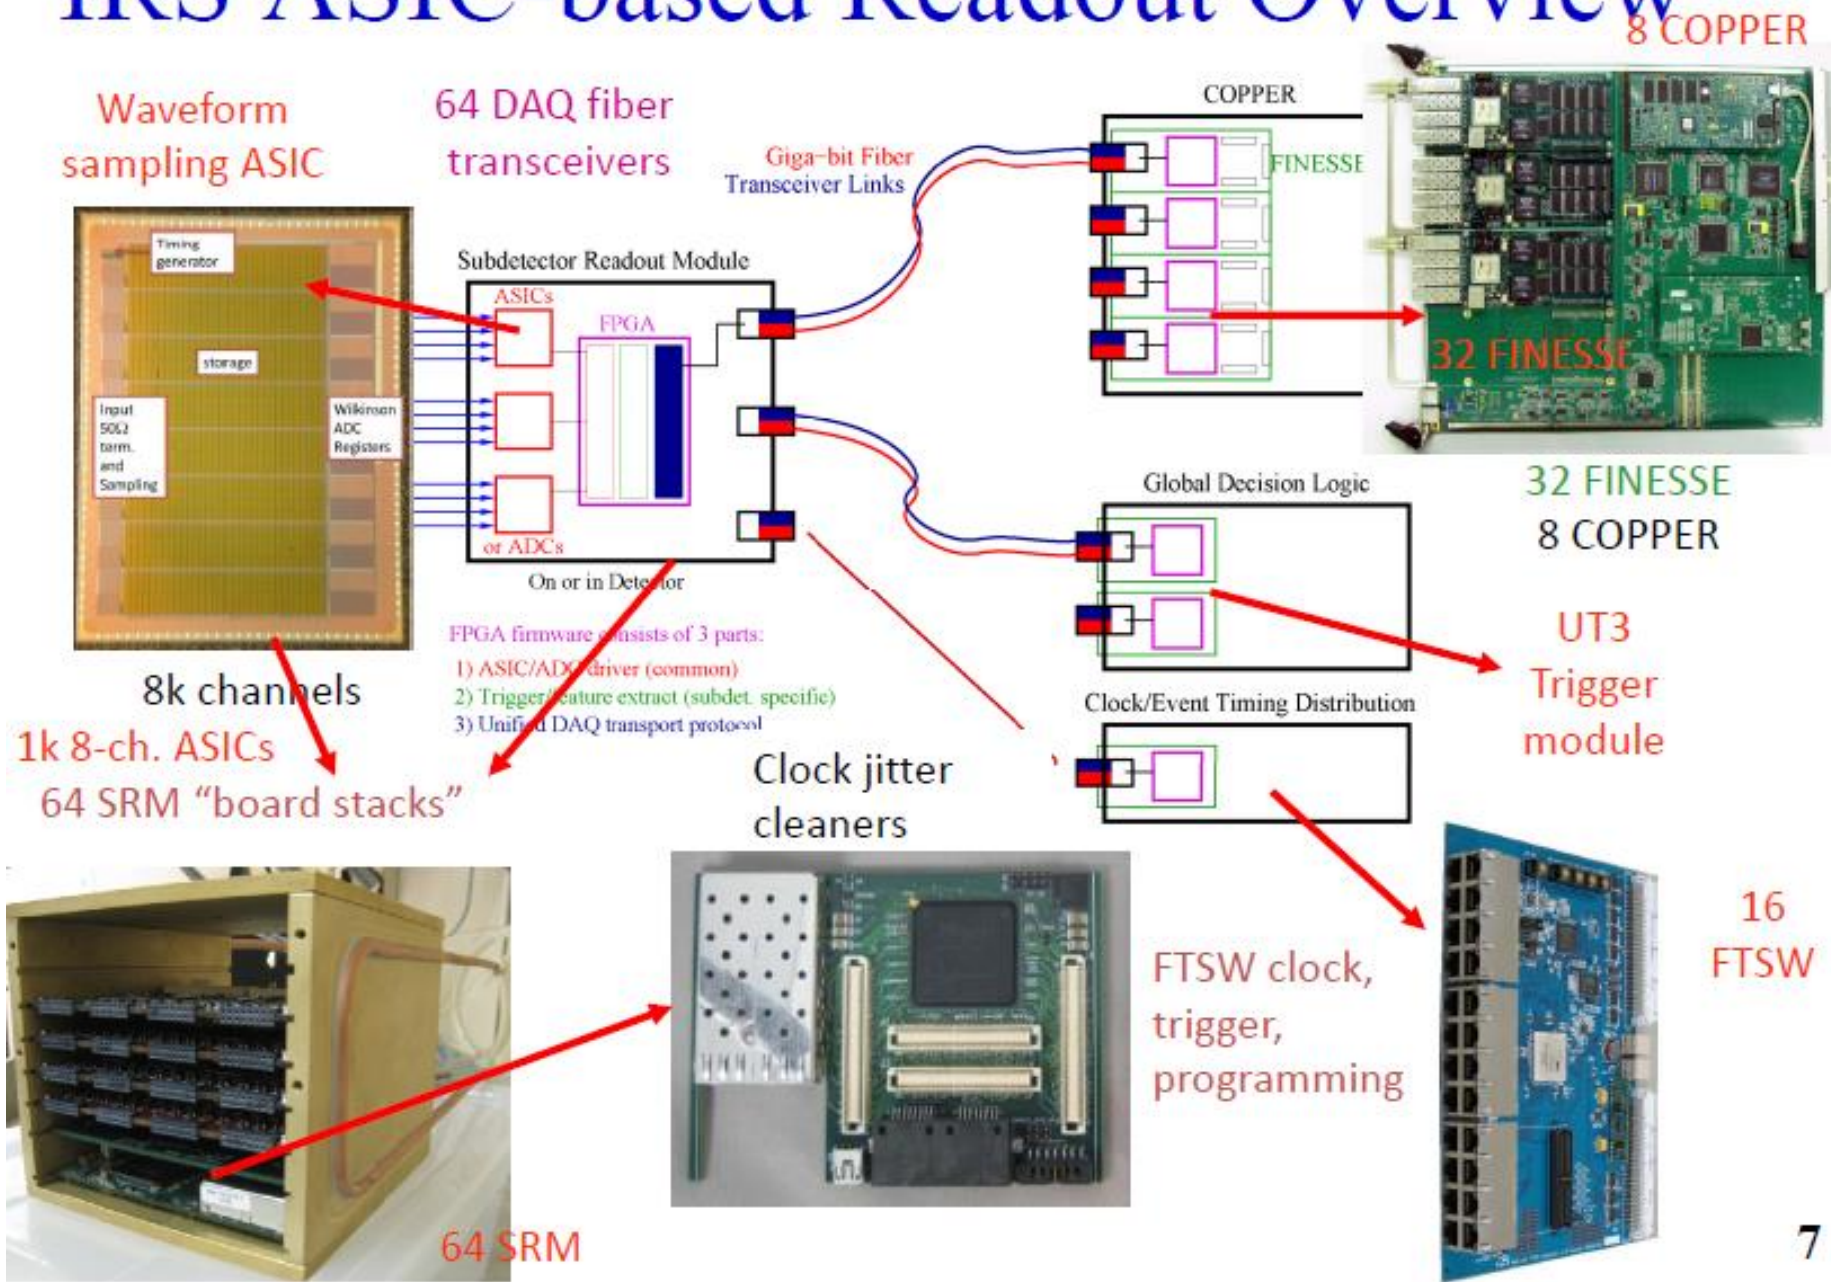 IRS ASIC-based Readout Overview
8 COPPER
Waveform
sampling ASIC
64 DAQ fiber
transceivers
Giga-bit Fiber
Transceiver Links
COPPER
FINESSE
32 FINESSE
Timing
generator
storage
Input
50Ω
term.
and
Sampling
Wilkinson
ADC
Registers
Subdetector Readout Module
ASICs
FPGA
or ADCs
On or in Detector
FPGA firmware consists of 3 parts:
1) ASIC/ADC driver (common)
2) Trigger/feature extract (subdet. specific)
3) Unified DAQ transport protocol
Global Decision Logic
32 FINESSE
8 COPPER
UT3
Trigger
module
Clock/Event Timing Distribution
8k channels
1k 8-ch. ASICs
64 SRM “board stacks”
Clock jitter
cleaners
FTSW clock,
trigger,
programming
16
FTSW
64 SRM
7